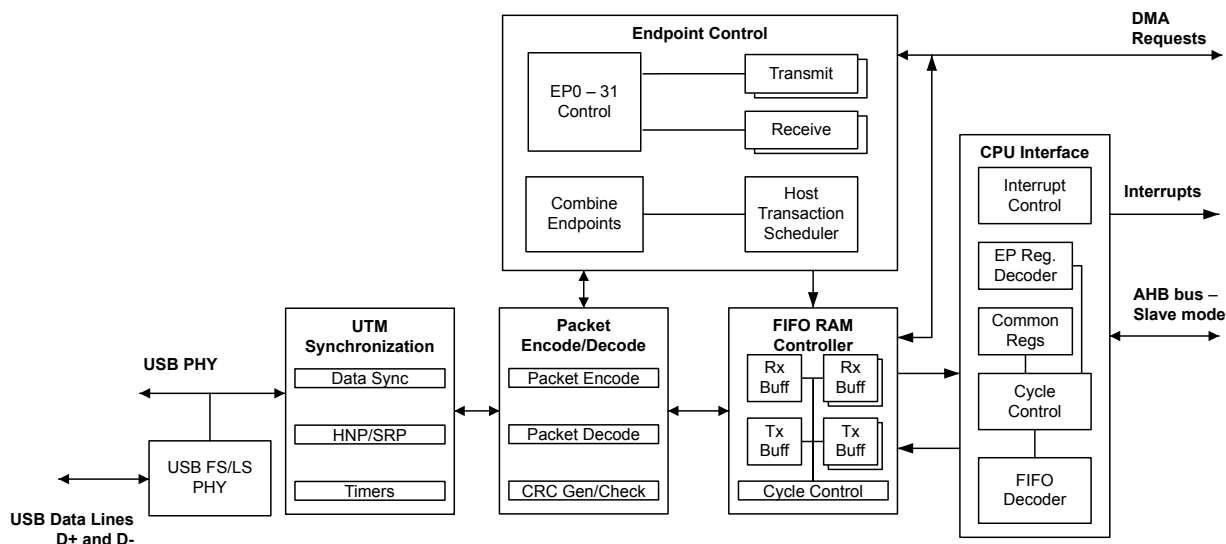 DMA
Requests
Endpoint Control
EP0 – 31
Control
Transmit
Receive
Combine
Endpoints
Host
Transaction
Scheduler
CPU Interface
Interrupt
Control
Interrupts
EP Reg.
Decoder
AHB bus –
Slave mode
Common
Regs
Cycle
Control
FIFO
Decoder
UTM
Synchronization
Data Sync
HNP/SRP
Timers
Packet
Encode/Decode
Packet Encode
Packet Decode
CRC Gen/Check
FIFO RAM
Controller
Rx
Buff
Rx
Buff
Tx
Buff
Tx
Buff
Cycle Control
USB PHY
USB FS/LS
PHY
USB Data Lines
D+ and D-